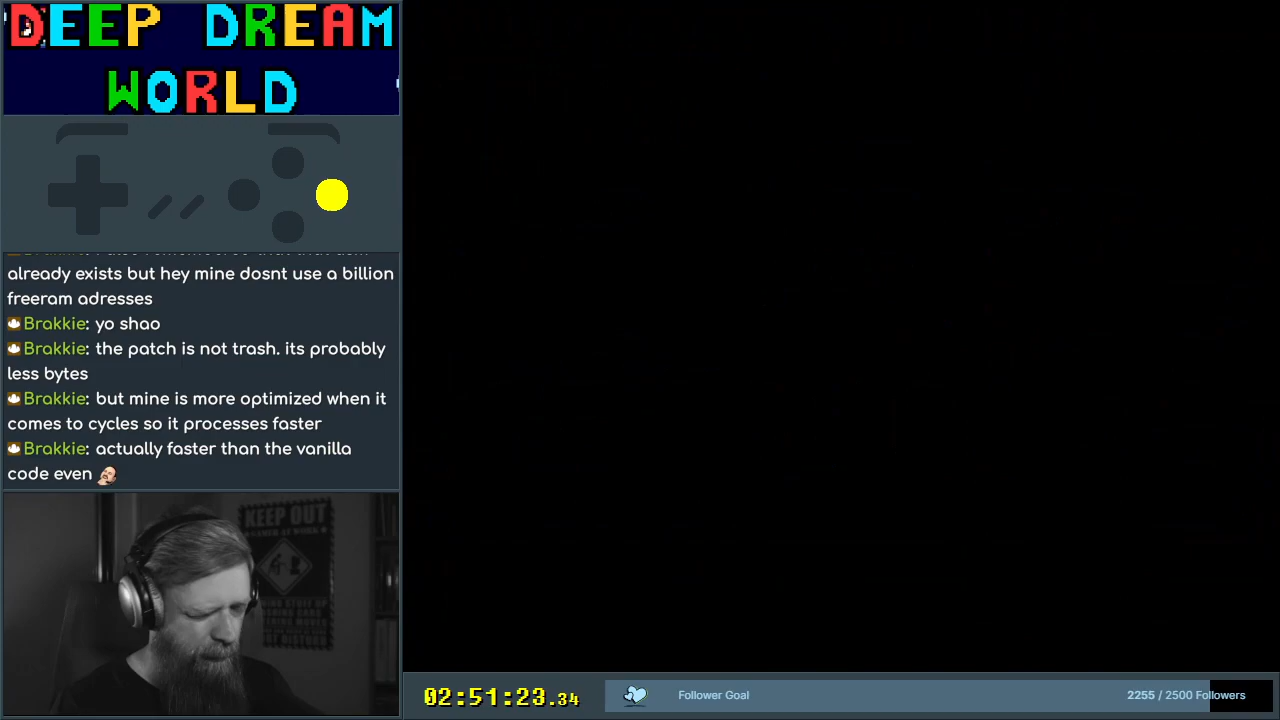 DEEP DREAM
WORLD
already exists but hey mine dosnt use a billion
freeram adresses
Brakkie: yo shao
Brakkie: the patch is not trash. its probably
less bytes
Brakkie: but mine is more optimized when it
comes to cycles so it processes faster
Brakkie: actually faster than the vanilla
code even
KEEP OUT
02:51:23.34
Follower Goal
2255 / 2500 Followers